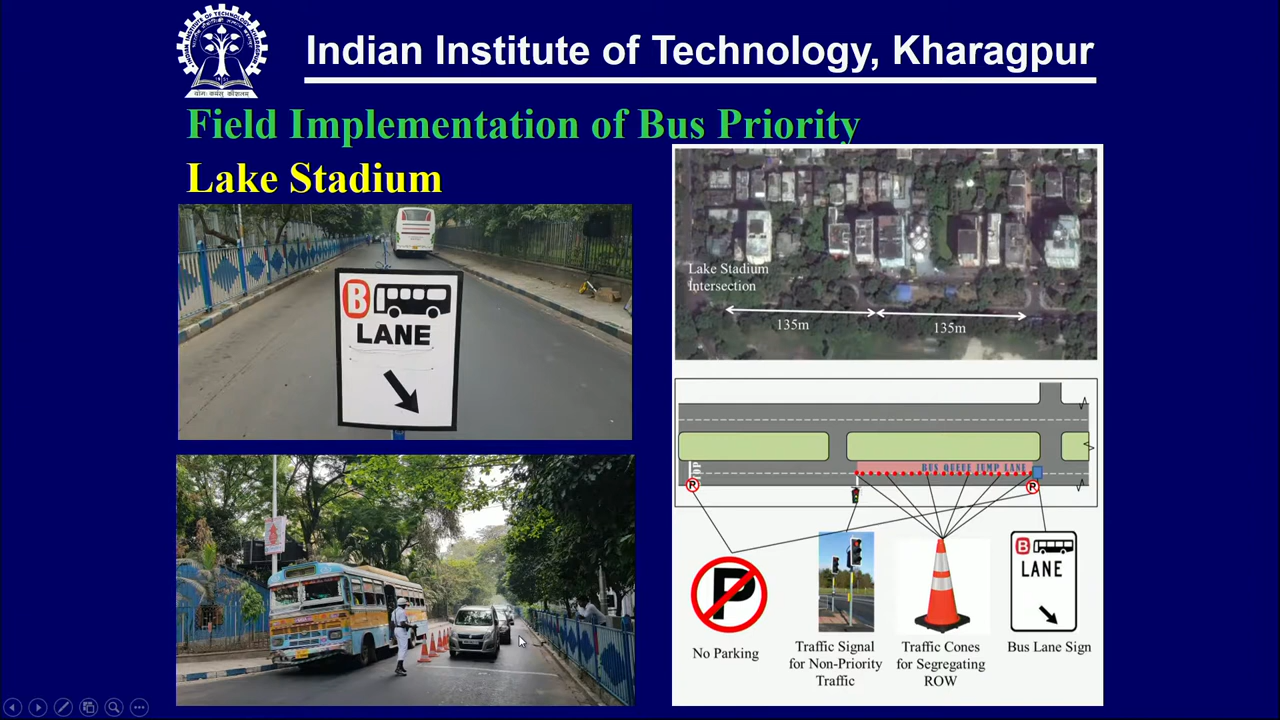 Indian Institute of Technology, Kharagpur
Field Implementation of Bus Priority
Lake Stadium
B
LANE
Lake Stadium
Intersection
135m
135m
BUS QUEUE JUMP LANE
OP
R
R
P
B
LANE
No Parking
Traffic Signal
for Non-Priority
Traffic
Traffic Cones
for Segregating
ROW
Bus Lane Sign